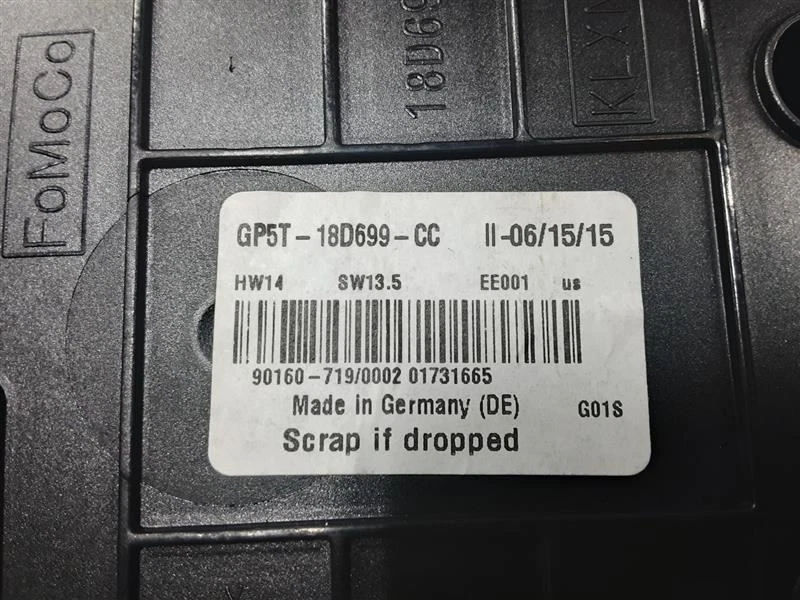 FoMoCo
18D69
GP5T-18D699-CC II-06/15/15
HW14 SW13.5 EE001 us
90160-719/0002 01731665
Made in Germany (DE) G01S
Scrap if dropped